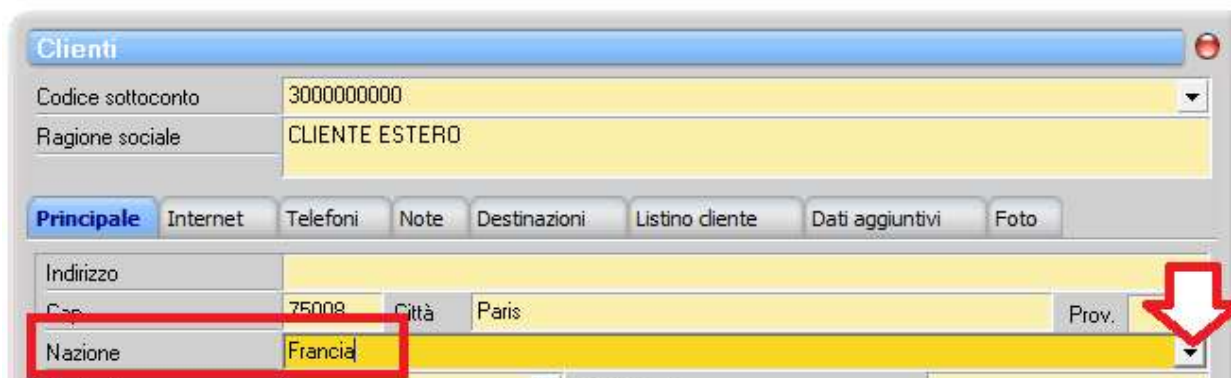 Clienti
Codice sottoconto 3000000000
Ragione sociale CLIENTE ESTERO
Principale Internet Telefoni Note Destinazioni Listino cliente Dati aggiuntivi Foto
Indirizzo
Cap 75008 Città Paris Prov.
Nazione Francia